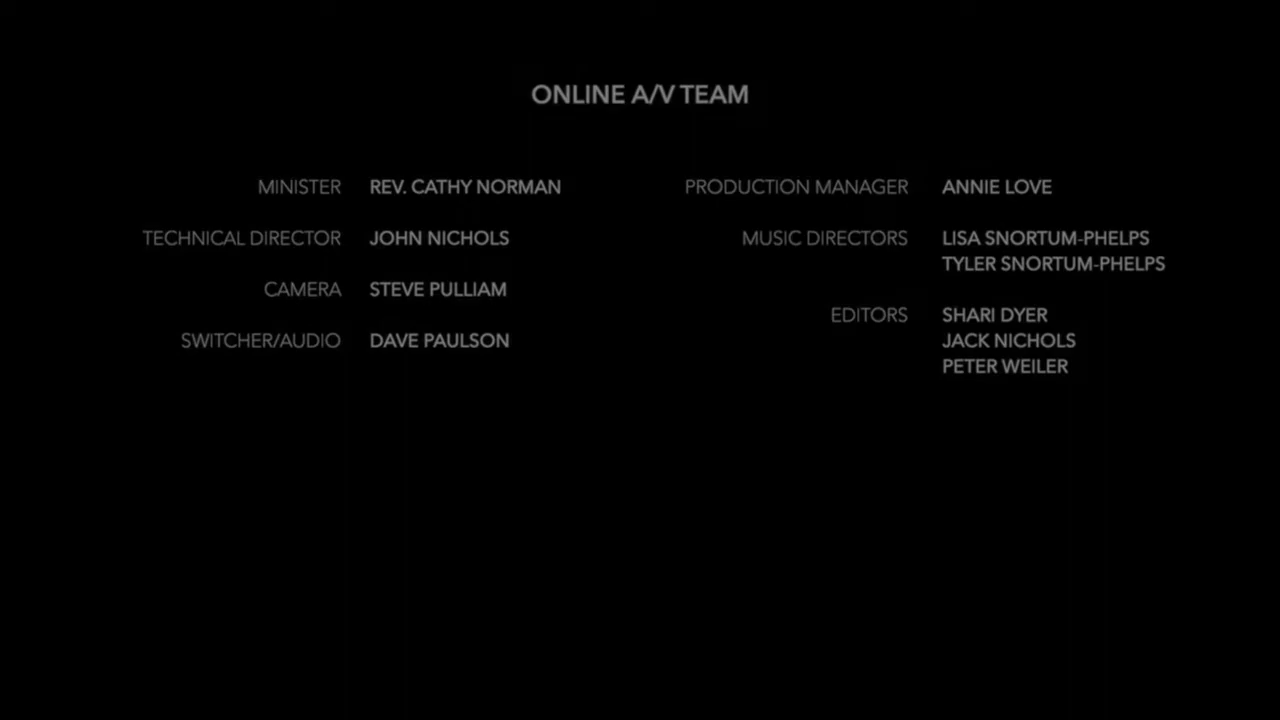 ONLINE A/V TEAM
MINISTER REV. CATHY NORMAN
TECHNICAL DIRECTOR JOHN NICHOLS
CAMERA STEVE PULLIAM
SWITCHER/AUDIO DAVE PAULSON
PRODUCTION MANAGER ANNIE LOVE
MUSIC DIRECTORS LISA SNORTUM-PHELPS
TYLER SNORTUM-PHELPS
EDITORS SHARI DYER
JACK NICHOLS
PETER WEILER